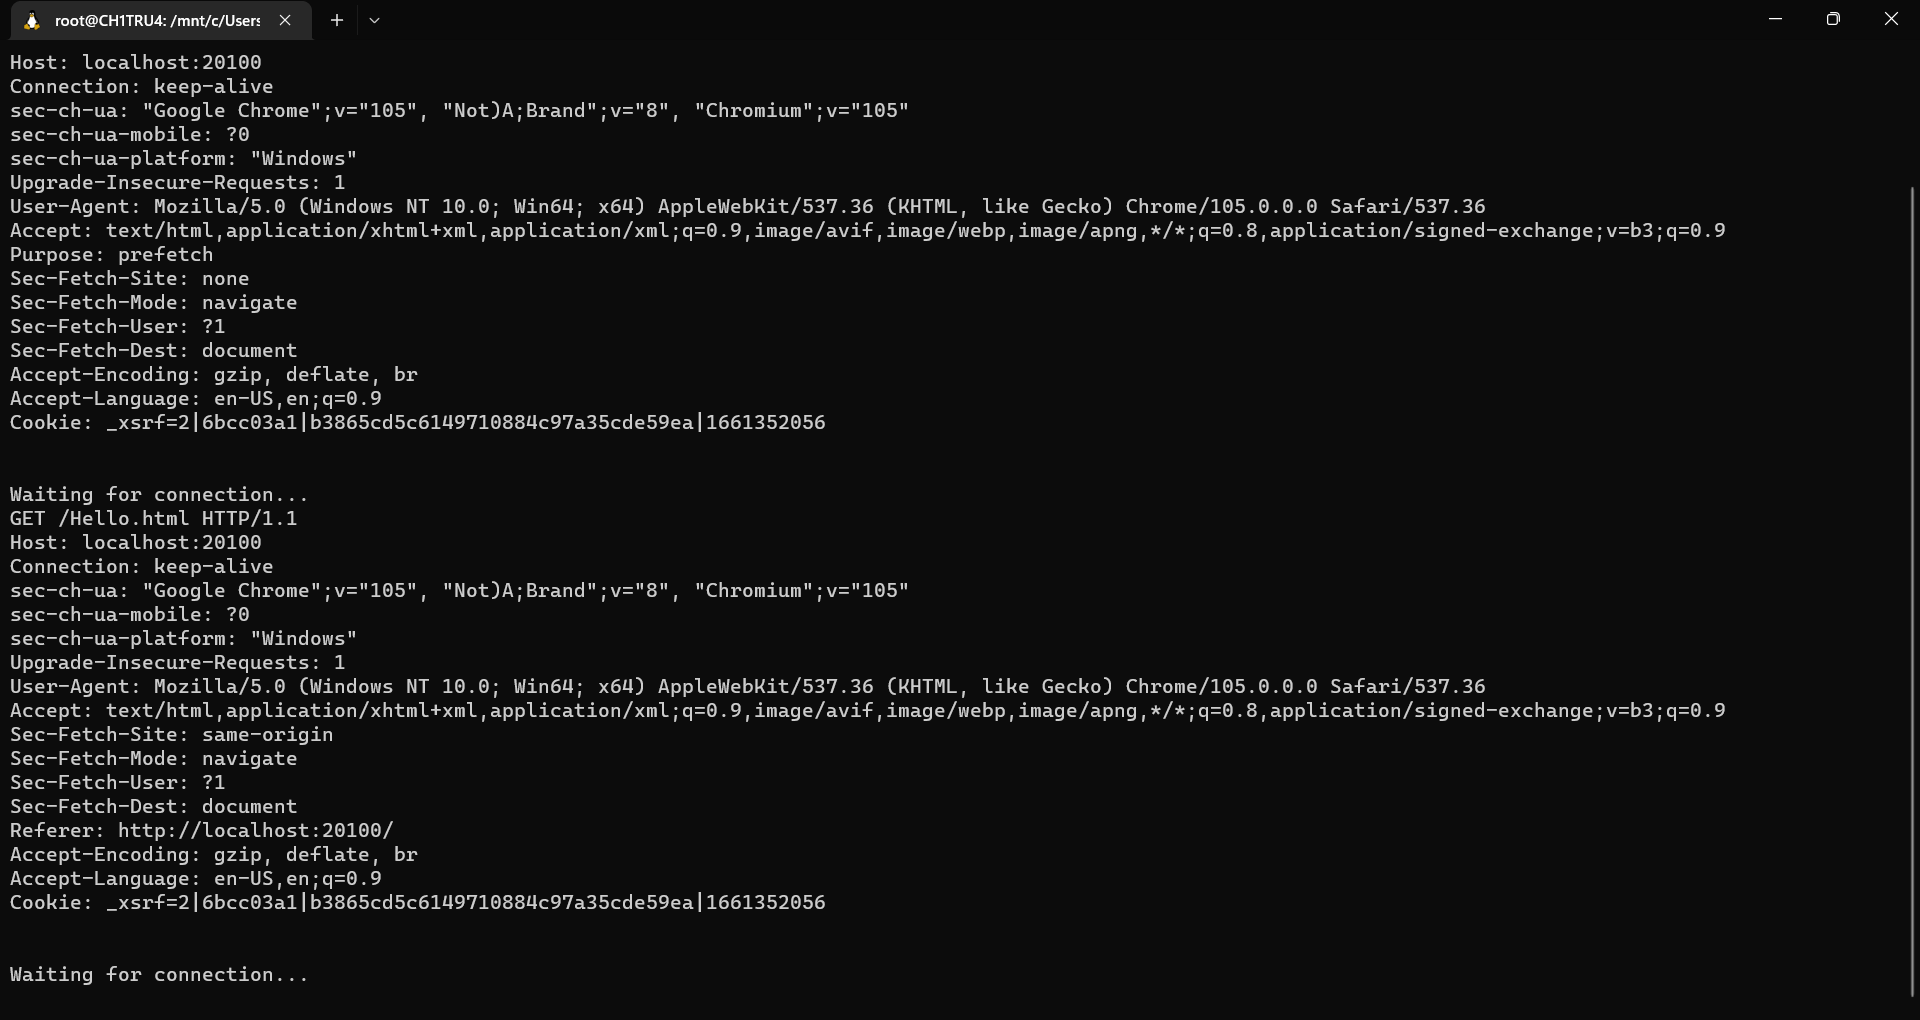 root@CH1TRU4: /mnt/c/Users
Host: localhost:20100
Connection: keep-alive
sec-ch-ua: "Google Chrome";v="105", "Not)A;Brand";v="8", "Chromium";v="105"
sec-ch-ua-mobile: ?0
sec-ch-ua-platform: "Windows"
Upgrade-Insecure-Requests: 1
User-Agent: Mozilla/5.0 (Windows NT 10.0; Win64; x64) AppleWebKit/537.36 (KHTML, like Gecko) Chrome/105.0.0.0 Safari/537.36
Accept: text/html,application/xhtml+xml,application/xml;q=0.9,image/avif,image/webp,image/apng,*/*;q=0.8,application/signed-exchange;v=b3;q=0.9
Purpose: prefetch
Sec-Fetch-Site: none
Sec-Fetch-Mode: navigate
Sec-Fetch-User: ?1
Sec-Fetch-Dest: document
Accept-Encoding: gzip, deflate, br
Accept-Language: en-US,en;q=0.9
Cookie: _xsrf=2|6bcc03a1|b3865cd5c6149710884c97a35cde59ea|1661352056
Waiting for connection...
GET /Hello.html HTTP/1.1
Host: localhost:20100
Connection: keep-alive
sec-ch-ua: "Google Chrome";v="105", "Not)A;Brand";v="8", "Chromium";v="105"
sec-ch-ua-mobile: ?0
sec-ch-ua-platform: "Windows"
Upgrade-Insecure-Requests: 1
User-Agent: Mozilla/5.0 (Windows NT 10.0; Win64; x64) AppleWebKit/537.36 (KHTML, like Gecko) Chrome/105.0.0.0 Safari/537.36
Accept: text/html,application/xhtml+xml,application/xml;q=0.9,image/avif,image/webp,image/apng,*/*;q=0.8,application/signed-exchange;v=b3;q=0.9
Sec-Fetch-Site: same-origin
Sec-Fetch-Mode: navigate
Sec-Fetch-User: ?1
Sec-Fetch-Dest: document
Referer: http://localhost:20100/
Accept-Encoding: gzip, deflate, br
Accept-Language: en-US,en;q=0.9
Cookie: _xsrf=2|6bcc03a1|b3865cd5c6149710884c97a35cde59ea|1661352056
Waiting for connection...